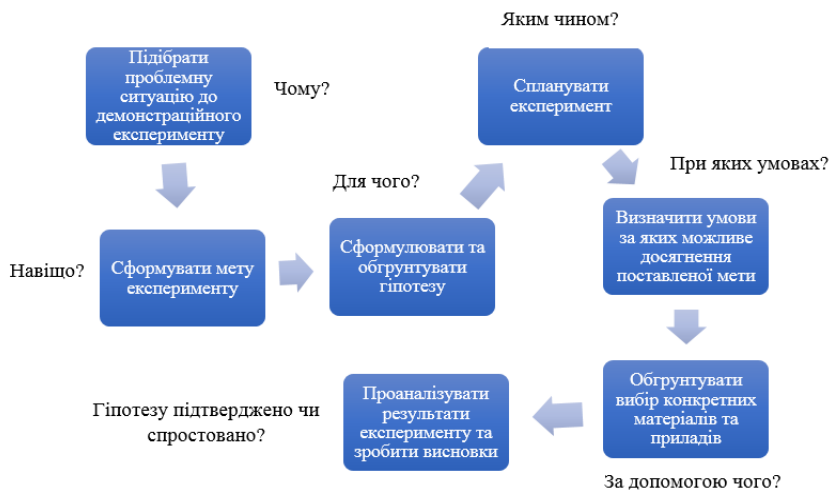 Підібрати
проблемну
ситуацію до
демонстраційного
експерименту
Чому?
Навіщо?
Сформувати мету
експерименту
Для чого?
Сформулювати та
обгрунтувати
гіпотезу
Яким чином?
Спланувати
експеримент
При яких умовах?
Визначити умови
за яких можливе
досягнення
поставленої мети
Обгрунтувати
вибір конкретних
матеріалів та
приладів
За допомогою чого?
Проаналізувати
результати
експерименту та
зробити висновки
Гіпотезу підтверджено чи
спростовано?